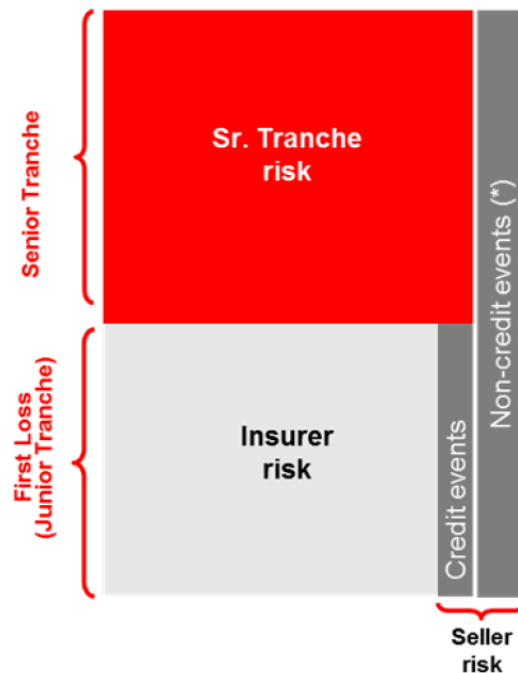 Senior Tranche
Sr. Tranche
risk
Non-credit events (*)
First Loss
(Junior Tranche)
Insurer
risk
Credit events
Seller
risk